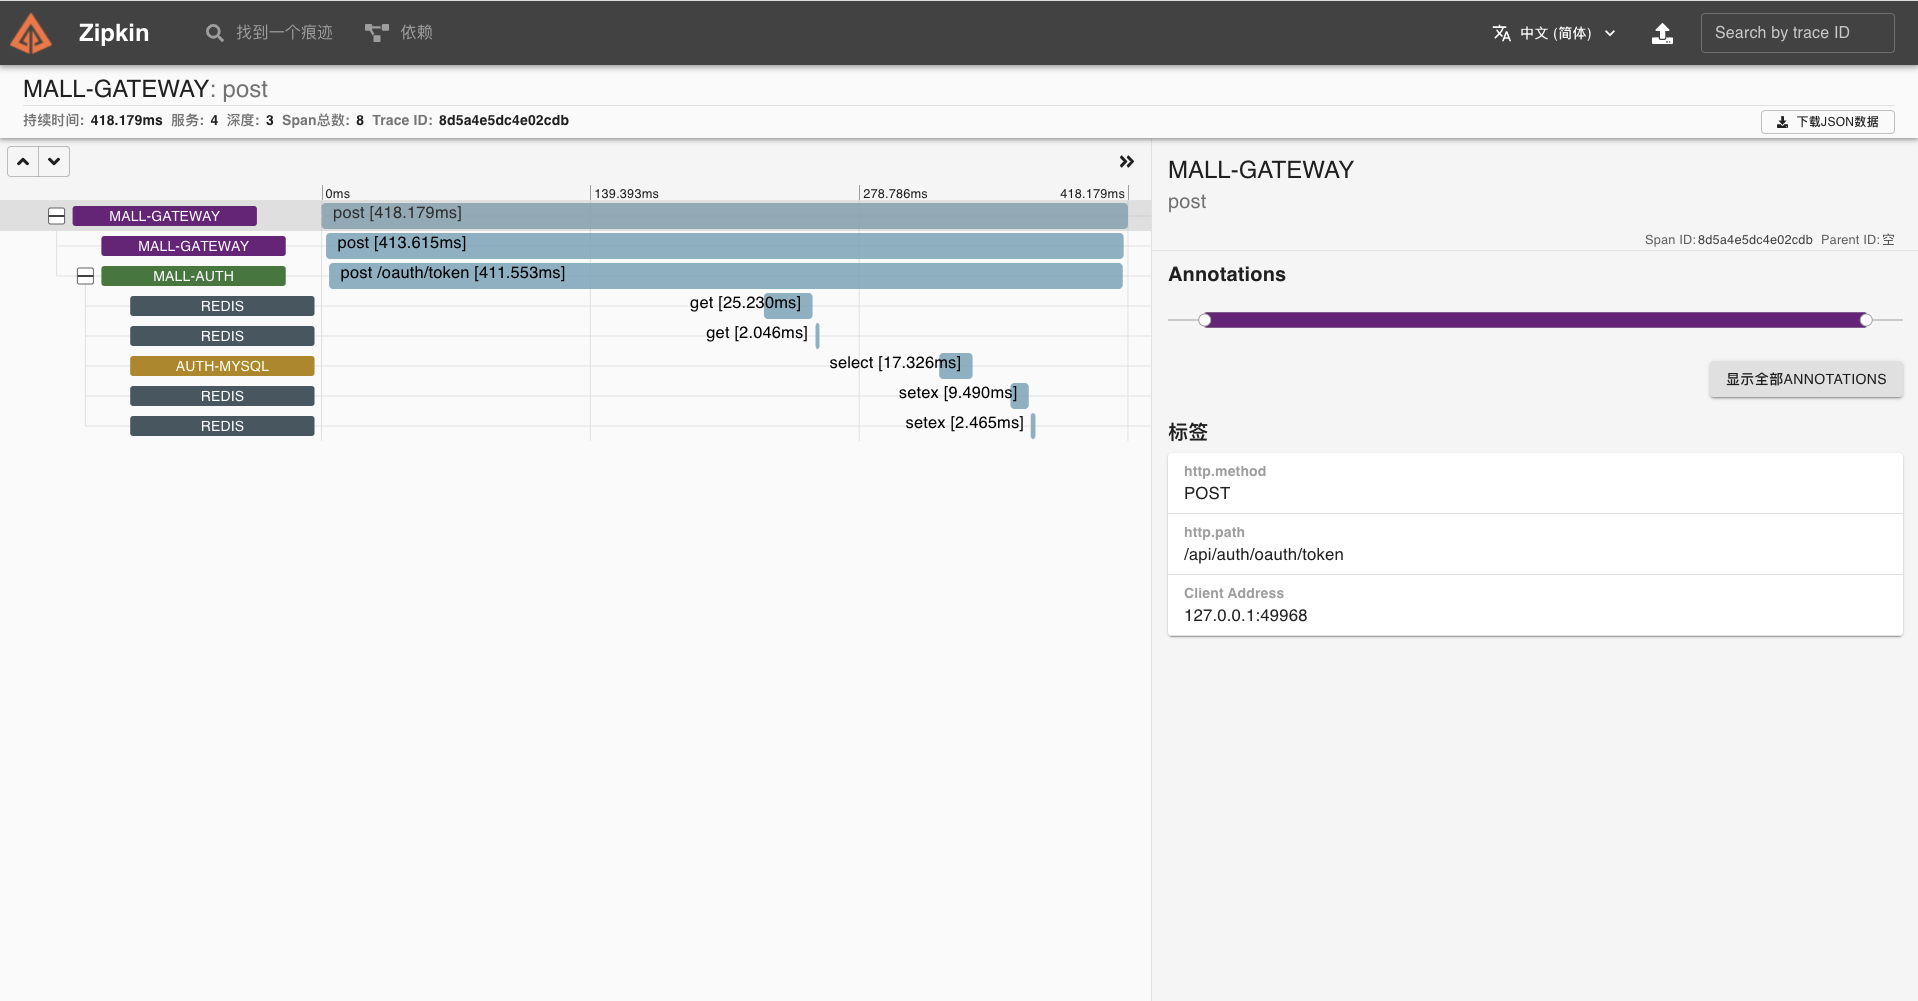 Zipkin 找到一个痕迹 依赖 中文 (简体) Search by trace ID
MALL-GATEWAY: post
持续时间: 418.179ms 服务: 4 深度: 3 Span总数: 8 Trace ID: 8d5a4e5dc4e02cdb 下载JSON数据
0ms 139.393ms 278.786ms 418.179ms
MALL-GATEWAY post [418.179ms]
MALL-GATEWAY post [413.615ms]
MALL-AUTH post /oauth/token [411.553ms]
REDIS get [25.230ms]
REDIS get [2.046ms]
AUTH-MYSQL select [17.326ms]
REDIS setex [9.490ms]
REDIS setex [2.465ms]
MALL-GATEWAY
post
Span ID: 8d5a4e5dc4e02cdb Parent ID: 空
Annotations
显示全部ANNOTATIONS
标签
http.method
POST
http.path
/api/auth/oauth/token
Client Address
127.0.0.1:49968